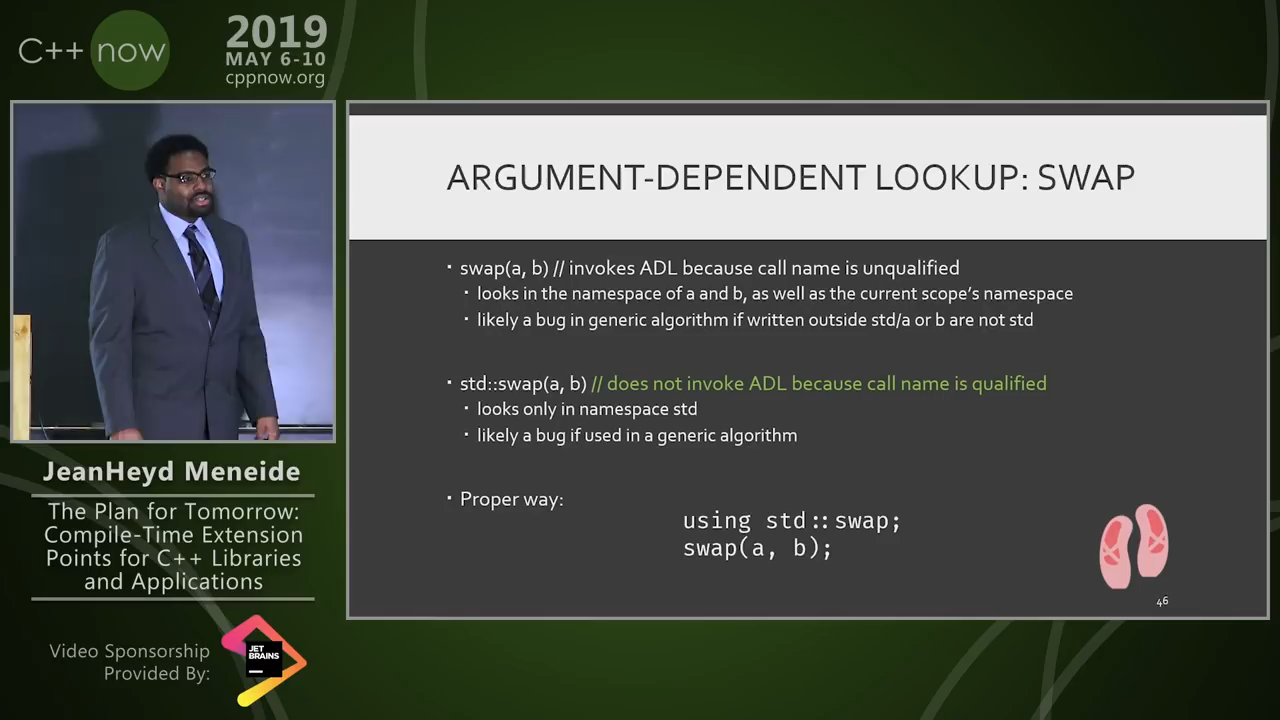 C++ now
2019
MAY 6-10
cppnow.org
ARGUMENT-DEPENDENT LOOKUP: SWAP
▪ swap(a, b) // invokes ADL because call name is unqualified
▪ looks in the namespace of a and b, as well as the current scope's namespace
▪ likely a bug in generic algorithm if written outside std/a or b are not std
▪ std::swap(a, b) // does not invoke ADL because call name is qualified
▪ looks only in namespace std
▪ likely a bug if used in a generic algorithm
▪ Proper way:
using std::swap;
swap(a, b);
46
JeanHeyd Meneide
The Plan for Tomorrow:
Compile-Time Extension
Points for C++ Libraries
and Applications
Video Sponsorship
Provided By:
JET
BRAINS